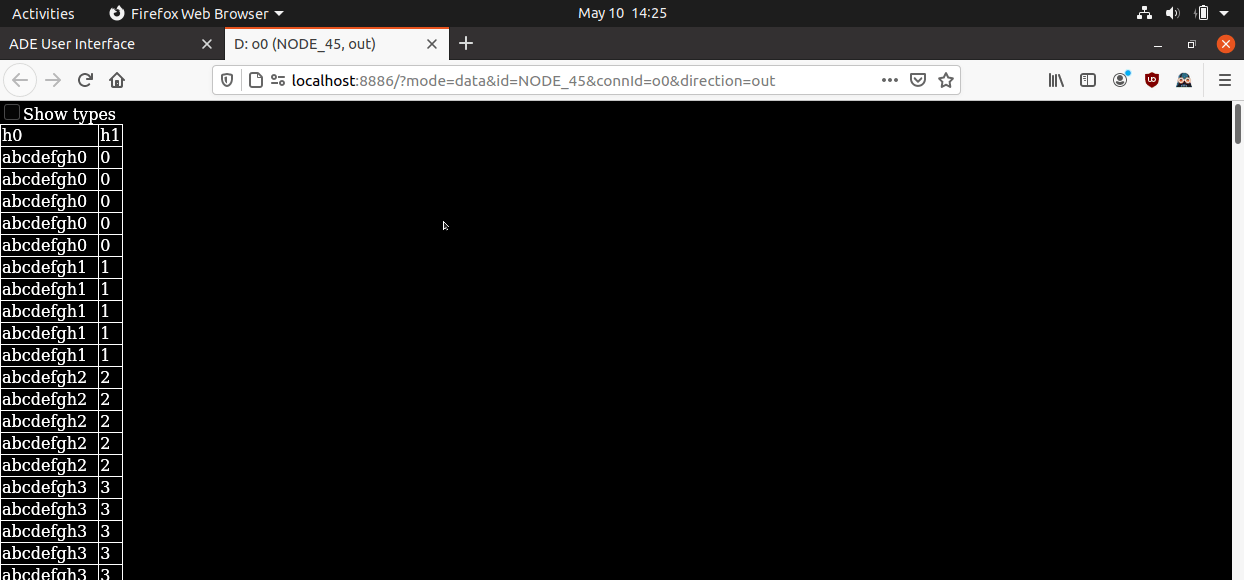 Activities Firefox Web Browser May 10 14:25
ADE User Interface D: o0 (NODE_45, out)
localhost:8886/?mode=data&id=NODE_45&connId=o0&direction=out
Show types
h0 h1
abcdefgh0 0
abcdefgh0 0
abcdefgh0 0
abcdefgh0 0
abcdefgh0 0
abcdefgh1 1
abcdefgh1 1
abcdefgh1 1
abcdefgh1 1
abcdefgh1 1
abcdefgh2 2
abcdefgh2 2
abcdefgh2 2
abcdefgh2 2
abcdefgh2 2
abcdefgh3 3
abcdefgh3 3
abcdefgh3 3
abcdefgh3 3
abcdefgh3 3